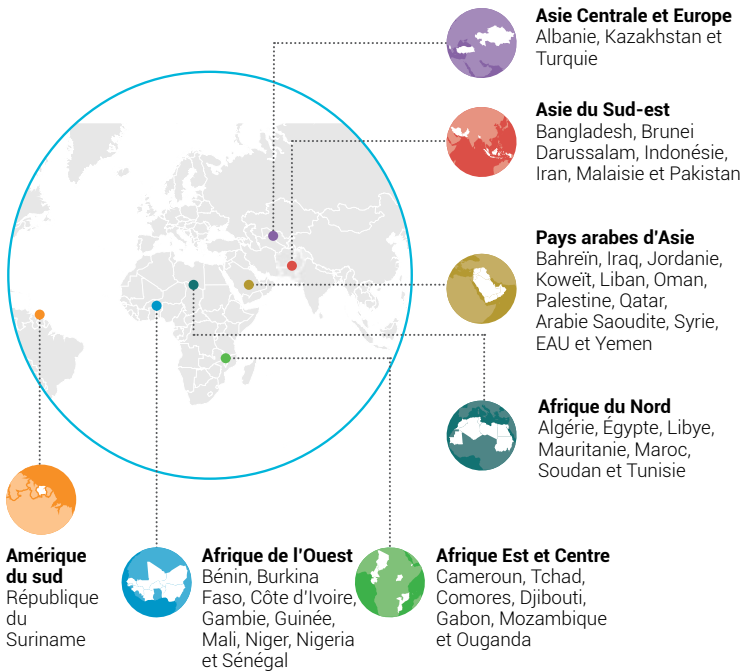 Asie Centrale et Europe
Albanie, Kazakhstan et
Turquie
Asie du Sud-est
Bangladesh, Brunei
Darussalam, Indonésie,
Iran, Malaisie et Pakistan
Pays arabes d'Asie
Bahreïn, Iraq, Jordanie,
Koweït, Liban, Oman,
Palestine, Qatar,
Arabie Saoudite, Syrie,
EAU et Yemen
Afrique du Nord
Algérie, Égypte, Libye,
Mauritanie, Maroc,
Soudan et Tunisie
Amérique
du sud
République
du
Suriname
Afrique de l'Ouest
Bénin, Burkina
Faso, Côte d'Ivoire,
Gambie, Guinée,
Mali, Niger, Nigeria
et Sénégal
Afrique Est et Centre
Cameroun, Tchad,
Comores, Djibouti,
Gabon, Mozambique
et Ouganda